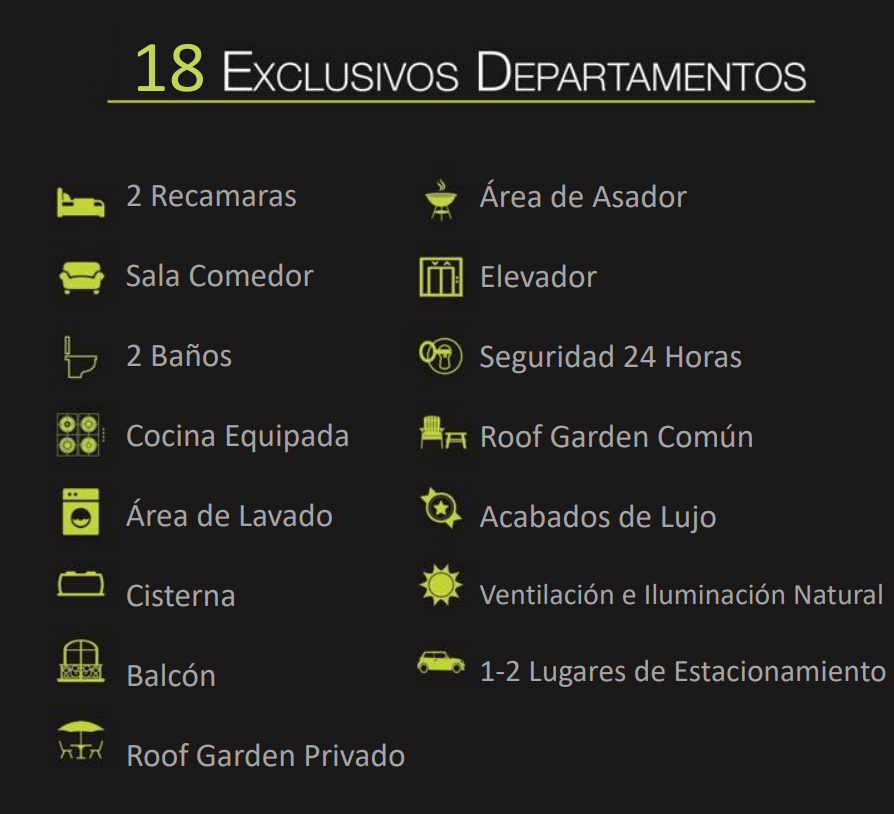 18 EXCLUSIVOS DEPARTAMENTOS
2 Recamaras
Sala Comedor
2 Baños
Cocina Equipada
Área de Lavado
Cisterna
Balcón
Roof Garden Privado
Área de Asador
Elevador
Seguridad 24 Horas
Roof Garden Común
Acabados de Lujo
Ventilación e Iluminación Natural
1-2 Lugares de Estacionamiento